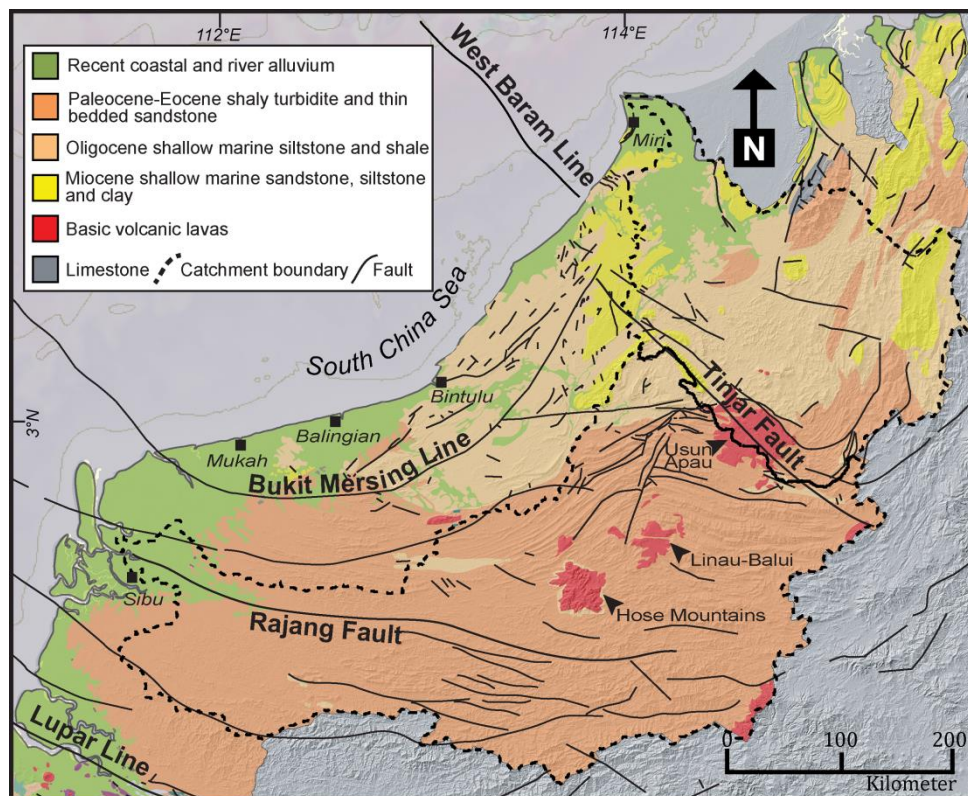 112°E
114°E
3°N
Recent coastal and river alluvium
Paleocene-Eocene shaly turbidite and thin
bedded sandstone
Oligocene shallow marine siltstone and shale
Miocene shallow marine sandstone, siltstone
and clay
Basic volcanic lavas
Limestone
Catchment boundary
Fault
West Baram Line
N
Miri
South China Sea
Bintulu
Balingian
Mukah
Bukit Mersing Line
Tinjar Fault
Usun
Apau
Linau-Balui
Hose Mountains
Sibu
Rajang Fault
Lupar Line
0
100
200
Kilometer